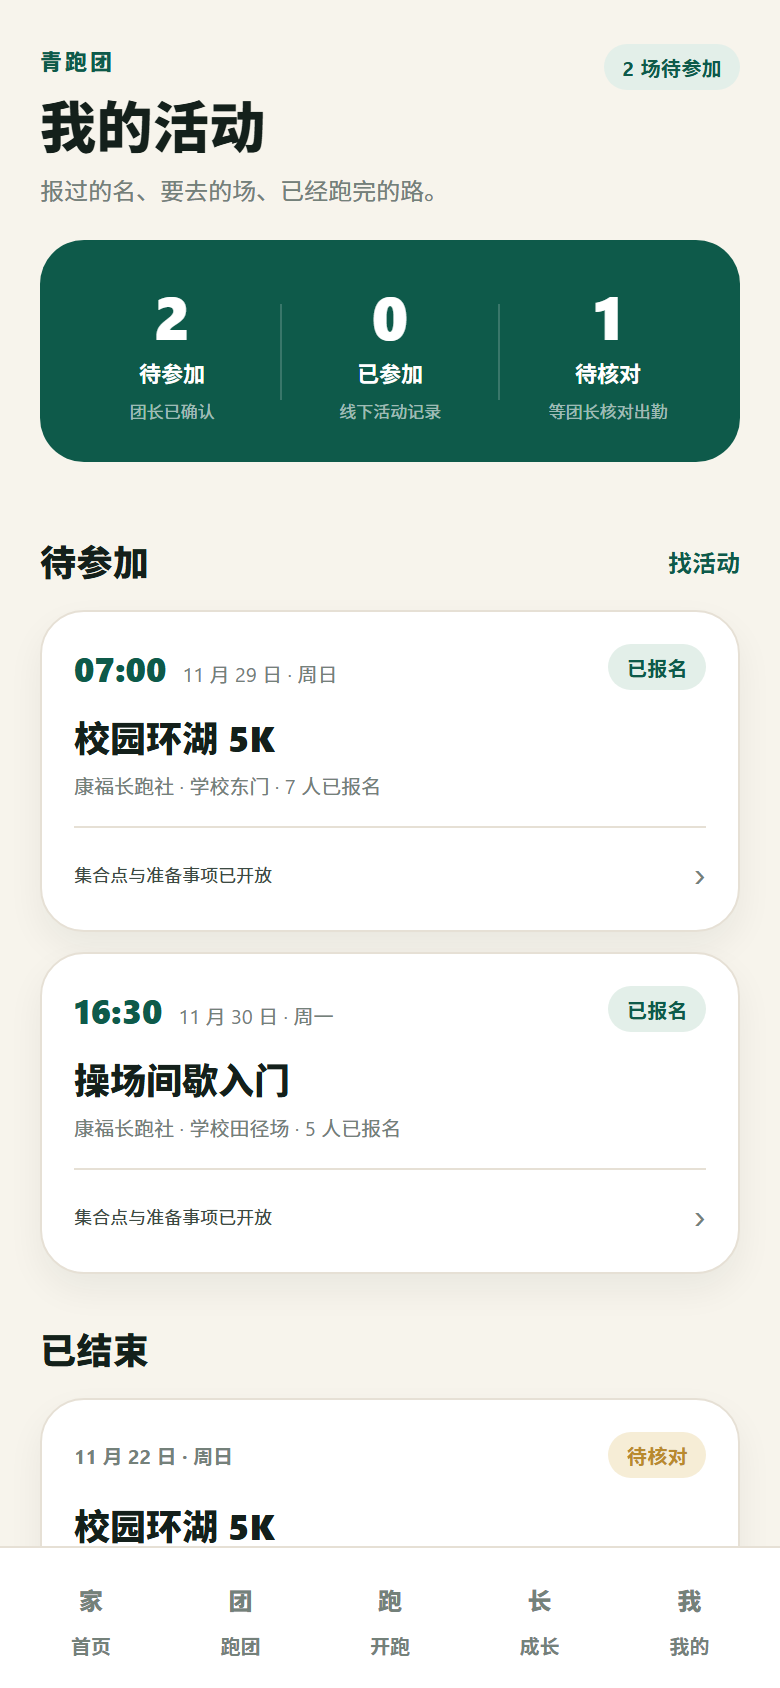 青跑团
2 场待参加
我的活动
报过的名、要去的场、已经跑完的路。
2
0
1
待参加
已参加
待核对
团长已确认
线下活动记录
等团长核对出勤
待参加
找活动
07:00 11 月 29 日 · 周日
已报名
校园环湖 5K
康福长跑社 · 学校东门 · 7 人已报名
集合点与准备事项已开放
›
16:30 11 月 30 日 · 周一
已报名
操场间歇入门
康福长跑社 · 学校田径场 · 5 人已报名
集合点与准备事项已开放
›
已结束
11 月 22 日 · 周日
待核对
校园环湖 5K
家
团
跑
长
我
首页
跑团
开跑
成长
我的